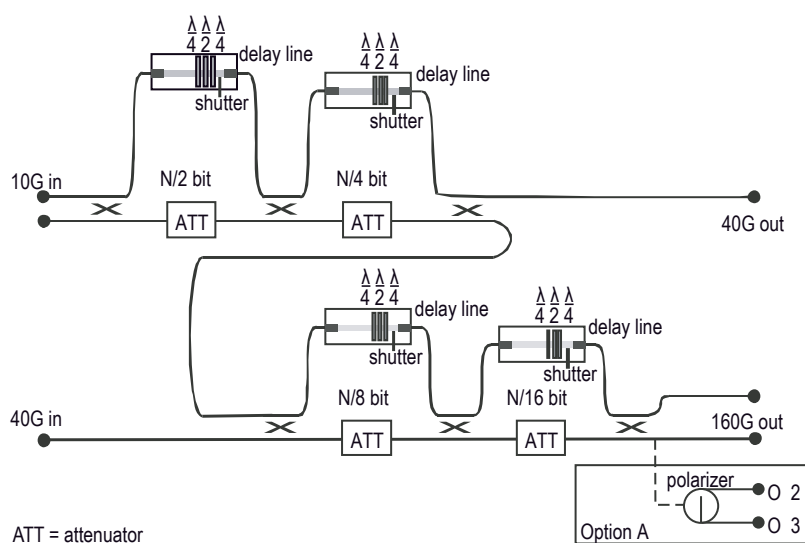 λ λ λ
4 2 4
delay line
shutter
λ λ λ
4 2 4
delay line
shutter
10G in
N/2 bit
N/4 bit
ATT
ATT
40G out
λ λ λ
4 2 4
delay line
shutter
λ λ λ
4 2 4
delay line
shutter
40G in
N/8 bit
N/16 bit
160G out
ATT
ATT
polarizer
O 2
O 3
Option A
ATT = attenuator